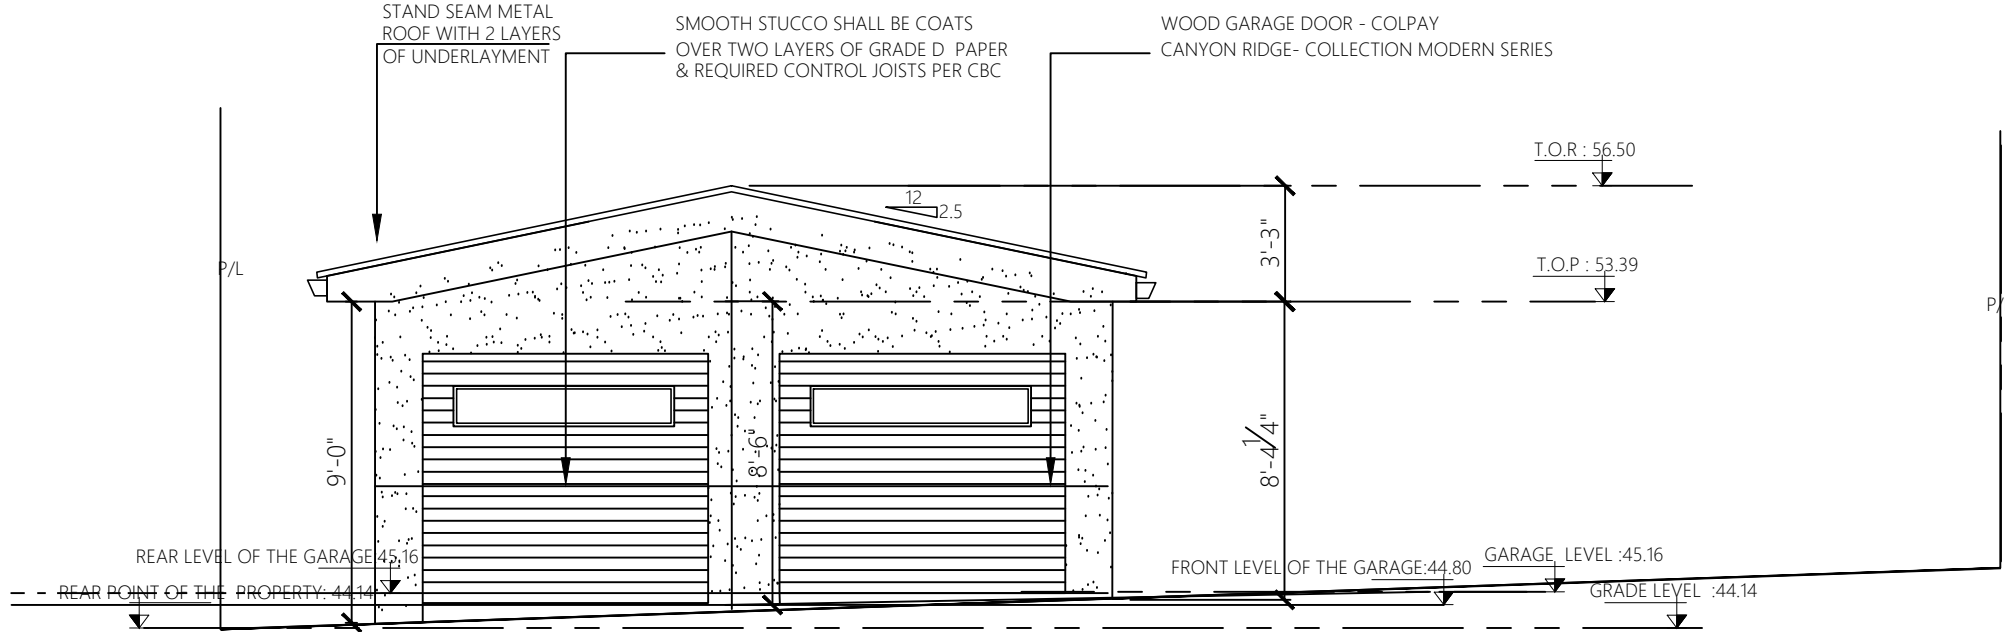 STAND SEAM METAL
ROOF WITH 2 LAYERS
OF UNDERLAYMENT
SMOOTH STUCCO SHALL BE COATS
OVER TWO LAYERS OF GRADE D PAPER
& REQUIRED CONTROL JOISTS PER CBC
WOOD GARAGE DOOR - COLPAY
CANYON RIDGE- COLLECTION MODERN SERIES
T.O.R : 56.50
12
2.5
3'-3"
P/L
T.O.P : 53.39
P/
9'-0"
8'-6"
8'-4 1/4"
REAR LEVEL OF THE GARAGE:45.16
GARAGE LEVEL :45.16
FRONT LEVEL OF THE GARAGE:44.80
REAR POINT OF THE PROPERTY: 44.14
GRADE LEVEL :44.14